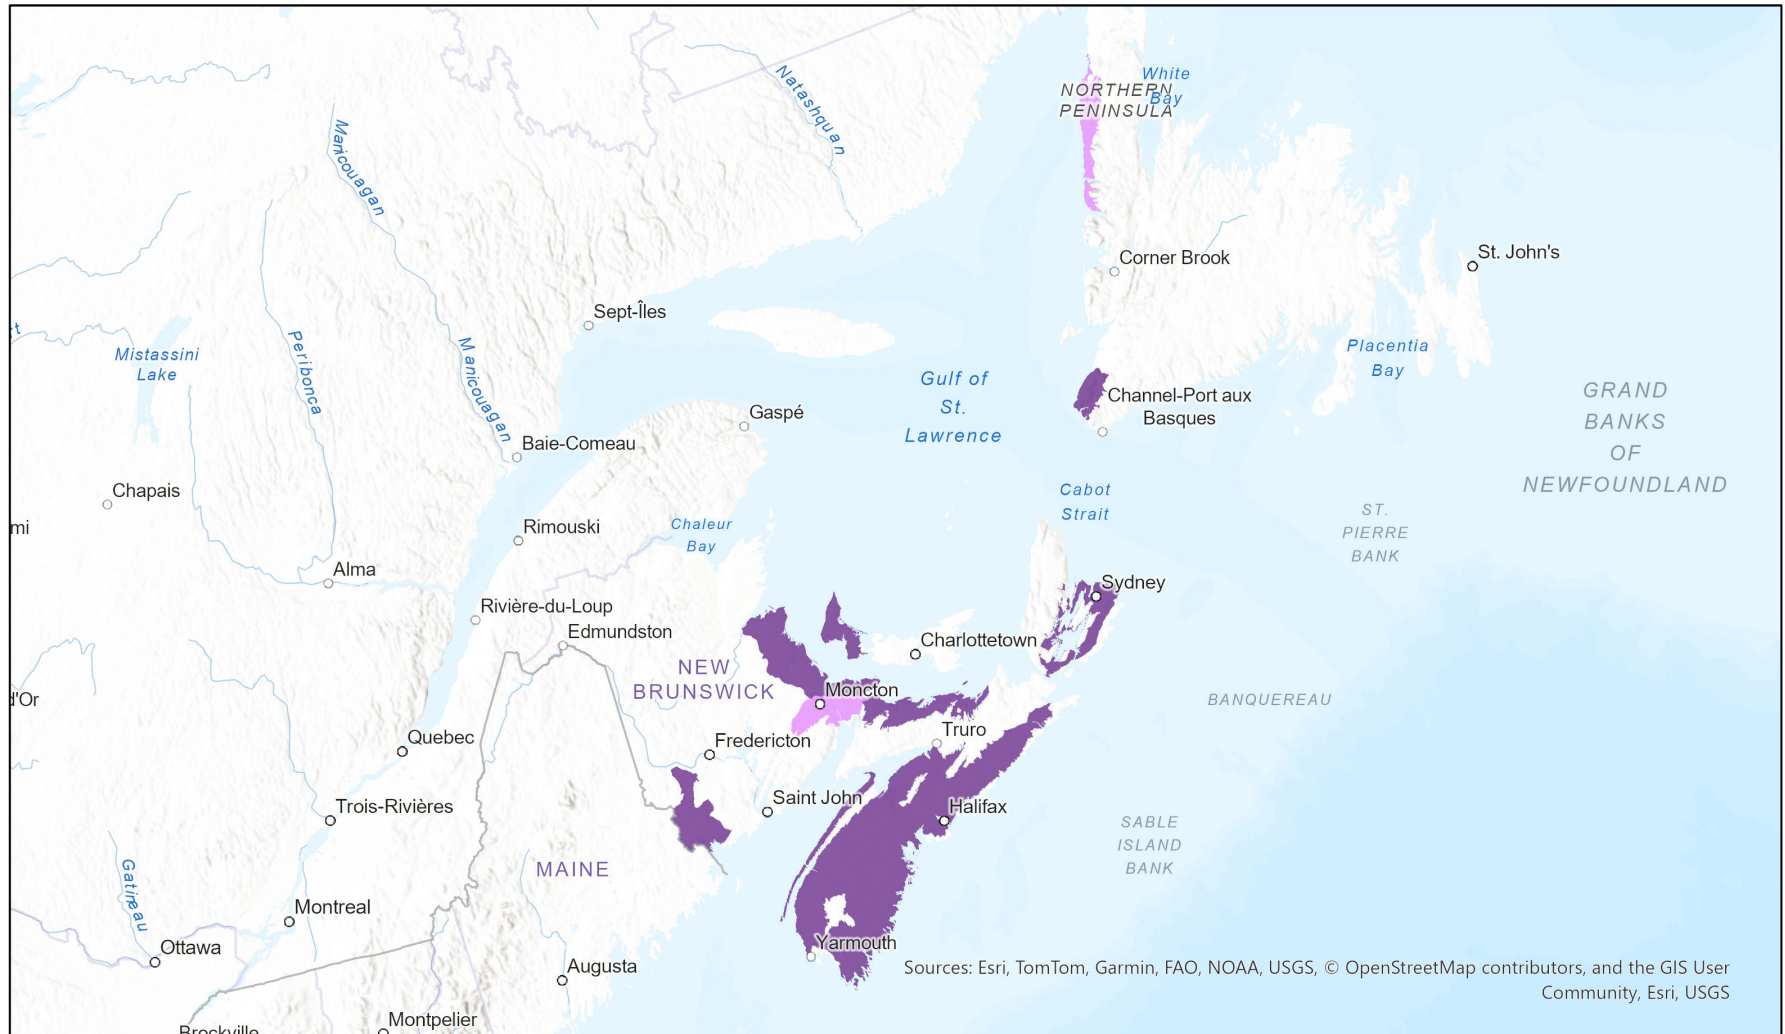 White
Bay
NORTHERN
PENINSULA
Natashquan
Manicouagan
St. John's
Corner Brook
Sept-Îles
Mistassini
Lake
Peribonca
Manicouagan
Placentia
Bay
Gulf of
St.
Lawrence
GRAND
BANKS
OF
NEWFOUNDLAND
Channel-Port aux
Basques
Gaspé
Baie-Comeau
Chapais
Cabot
Strait
ST.
PIERRE
BANK
mi
Rimouski
Chaleur
Bay
Alma
Sydney
Rivière-du-Loup
Edmundston
Charlottetown
NEW
BRUNSWICK
Moncton
d'Or
BANQUEREAU
Quebec
Fredericton
Truro
Trois-Rivières
Saint John
Halifax
SABLE
ISLAND
BANK
MAINE
Gatineau
Montreal
Ottawa
Yarmouth
Augusta
Sources: Esri, TomTom, Garmin, FAO, NOAA, USGS, © OpenStreetMap contributors, and the GIS User
Community, Esri, USGS
Montpelier
Brockville